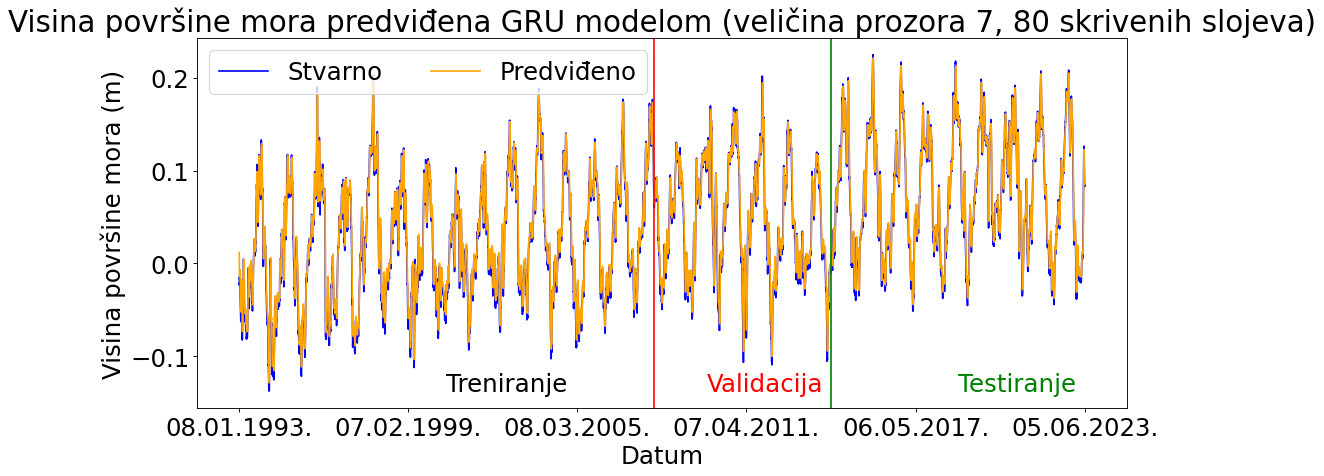 Visina površine mora predviđena GRU modelom (veličina prozora 7, 80 skrivenih slojeva)
Stvarno
Predviđeno
Visina površine mora (m)
0.2
0.1
0.0
−0.1
Treniranje
Validacija
Testiranje
08.01.1993.
07.02.1999.
08.03.2005.
07.04.2011.
06.05.2017.
05.06.2023.
Datum